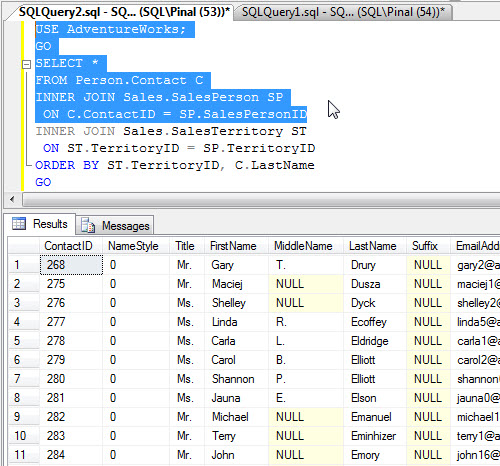 SQLQuery2.sql - SQ... (SQL\Pinal (53))* SQLQuery1.sql - SQ... (SQL\Pinal (54))*
USE AdventureWorks;
GO
SELECT *
FROM Person.Contact C
INNER JOIN Sales.SalesPerson SP
ON C.ContactID = SP.SalesPersonID
INNER JOIN Sales.SalesTerritory ST
ON ST.TerritoryID = SP.TerritoryID
ORDER BY ST.TerritoryID, C.LastName
GO
Results Messages
ContactID NameStyle Title FirstName MiddleName LastName Suffix EmailAdd
1 268 0 Mr. Gary T. Drury NULL gary2@a
2 275 0 Mr. Maciej NULL Dusza NULL maciej1@
3 276 0 Ms. Shelley NULL Dyck NULL shelley2@
4 277 0 Ms. Linda R. Ecoffey NULL linda5@a
5 278 0 Ms. Carla L. Eldridge NULL carla1@a
6 279 0 Ms. Carol B. Elliott NULL carol2@a
7 280 0 Ms. Shannon P. Elliott NULL shannon
8 281 0 Ms. Jauna E. Elson NULL jauna0@
9 282 0 Mr. Michael NULL Emanuel NULL michael1
10 283 0 Mr. Terry NULL Eminhizer NULL terry1@a
11 284 0 Mr. John NULL Emory NULL john16@